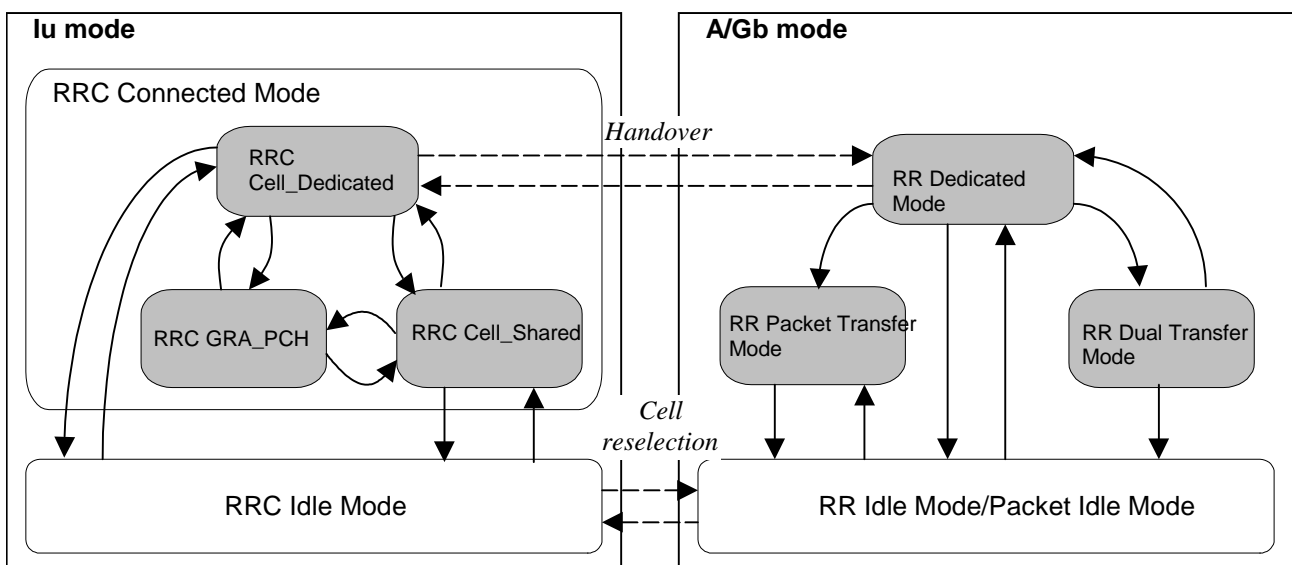 Iu mode
A/Gb mode
RRC Connected Mode
Handover
RRC
Cell_Dedicated
RR Dedicated
Mode
RRC GRA_PCH
RRC Cell_Shared
RR Packet Transfer
Mode
RR Dual Transfer
Mode
Cell
reselection
RRC Idle Mode
RR Idle Mode/Packet Idle Mode